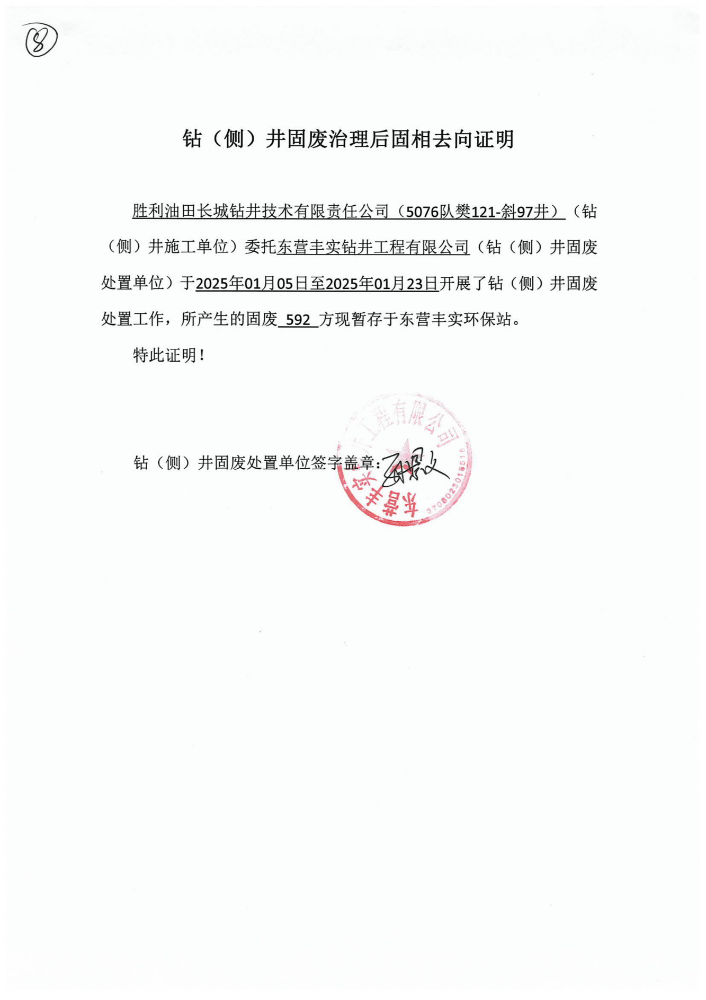 8
钻（侧）井固废治理后固相去向证明
胜利油田长城钻井技术有限责任公司（5076队樊121-斜97井）（钻
（侧）井施工单位）委托东营丰实钻井工程有限公司（钻（侧）井固废
处置单位）于2025年01月05日至2025年01月23日开展了钻（侧）井固废
处置工作，所产生的固废 592 方现暂存于东营丰实环保站。
特此证明！
钻（侧）井固废处置单位签字盖章：
东营丰实 井工程有限公司